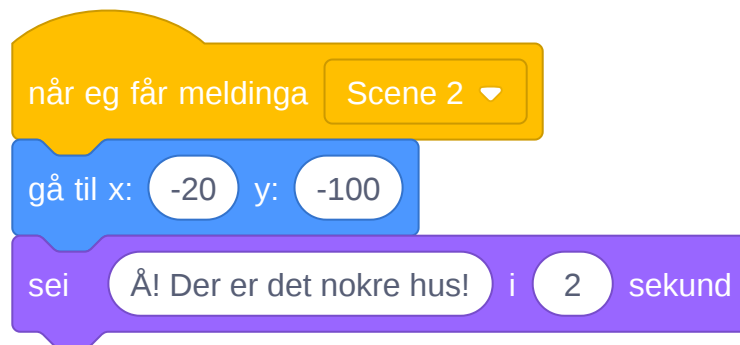 når eg får meldinga Scene 2
gå til x: -20 y: -100
sei Å! Der er det nokre hus! i 2 sekund